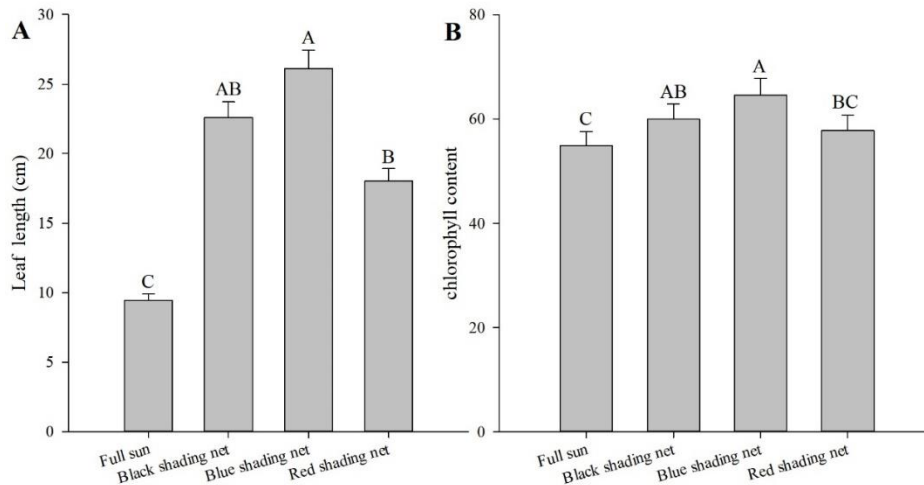 A
Leaf length (cm)
30
25
20
15
10
5
0
C
AB
A
B
Full sun
Black shading net
Blue shading net
Red shading net
B
chlorophyll content
80
60
40
20
0
C
AB
A
BC
Full sun
Black shading net
Blue shading net
Red shading net